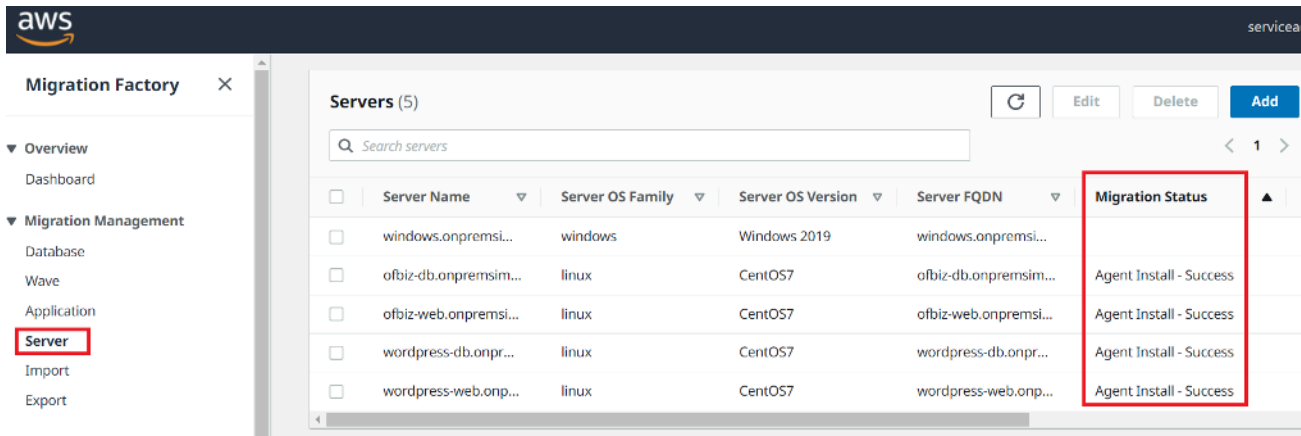 aws
servicea
Migration Factory
Overview
Dashboard
Migration Management
Database
Wave
Application
Server
Import
Export
Servers (5)
Edit Delete Add
Search servers
1
Server Name Server OS Family Server OS Version Server FQDN Migration Status
windows.onpremsi... windows Windows 2019 windows.onpremsi...
ofbiz-db.onpremsim... linux CentOS7 ofbiz-db.onpremsim... Agent Install - Success
ofbiz-web.onpremsi... linux CentOS7 ofbiz-web.onpremsi... Agent Install - Success
wordpress-db.onpr... linux CentOS7 wordpress-db.onpr... Agent Install - Success
wordpress-web.onp... linux CentOS7 wordpress-web.onp... Agent Install - Success